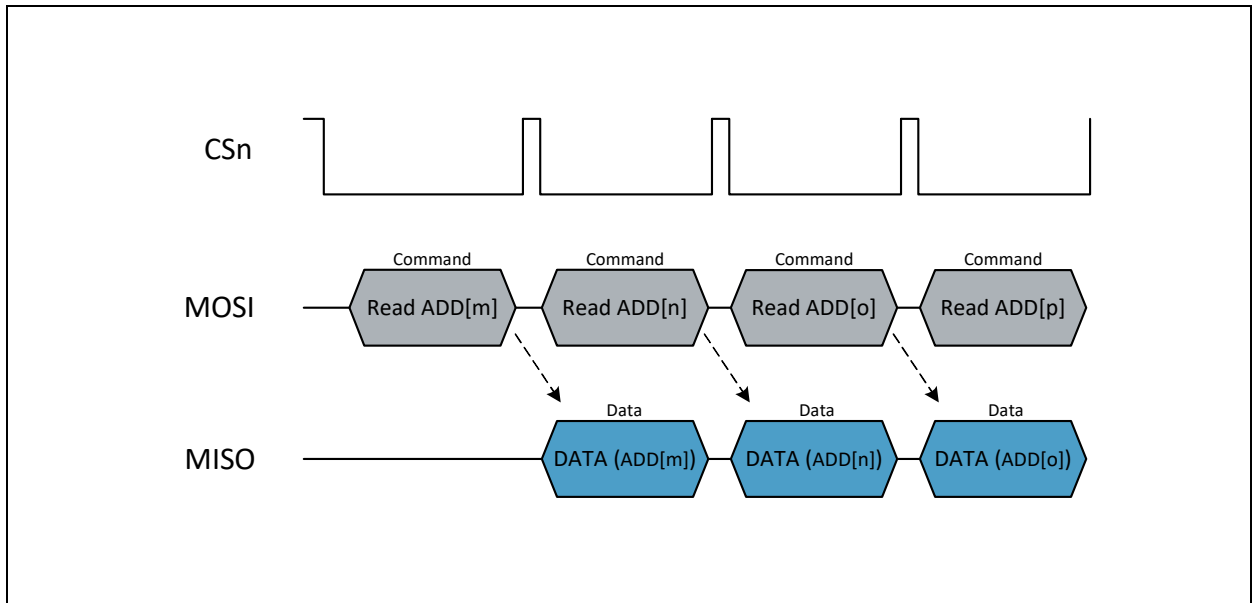 CSn
Command Command Command Command
MOSI Read ADD[m] Read ADD[n] Read ADD[o] Read ADD[p]
Data Data Data
MISO DATA (ADD[m]) DATA (ADD[n]) DATA (ADD[o])